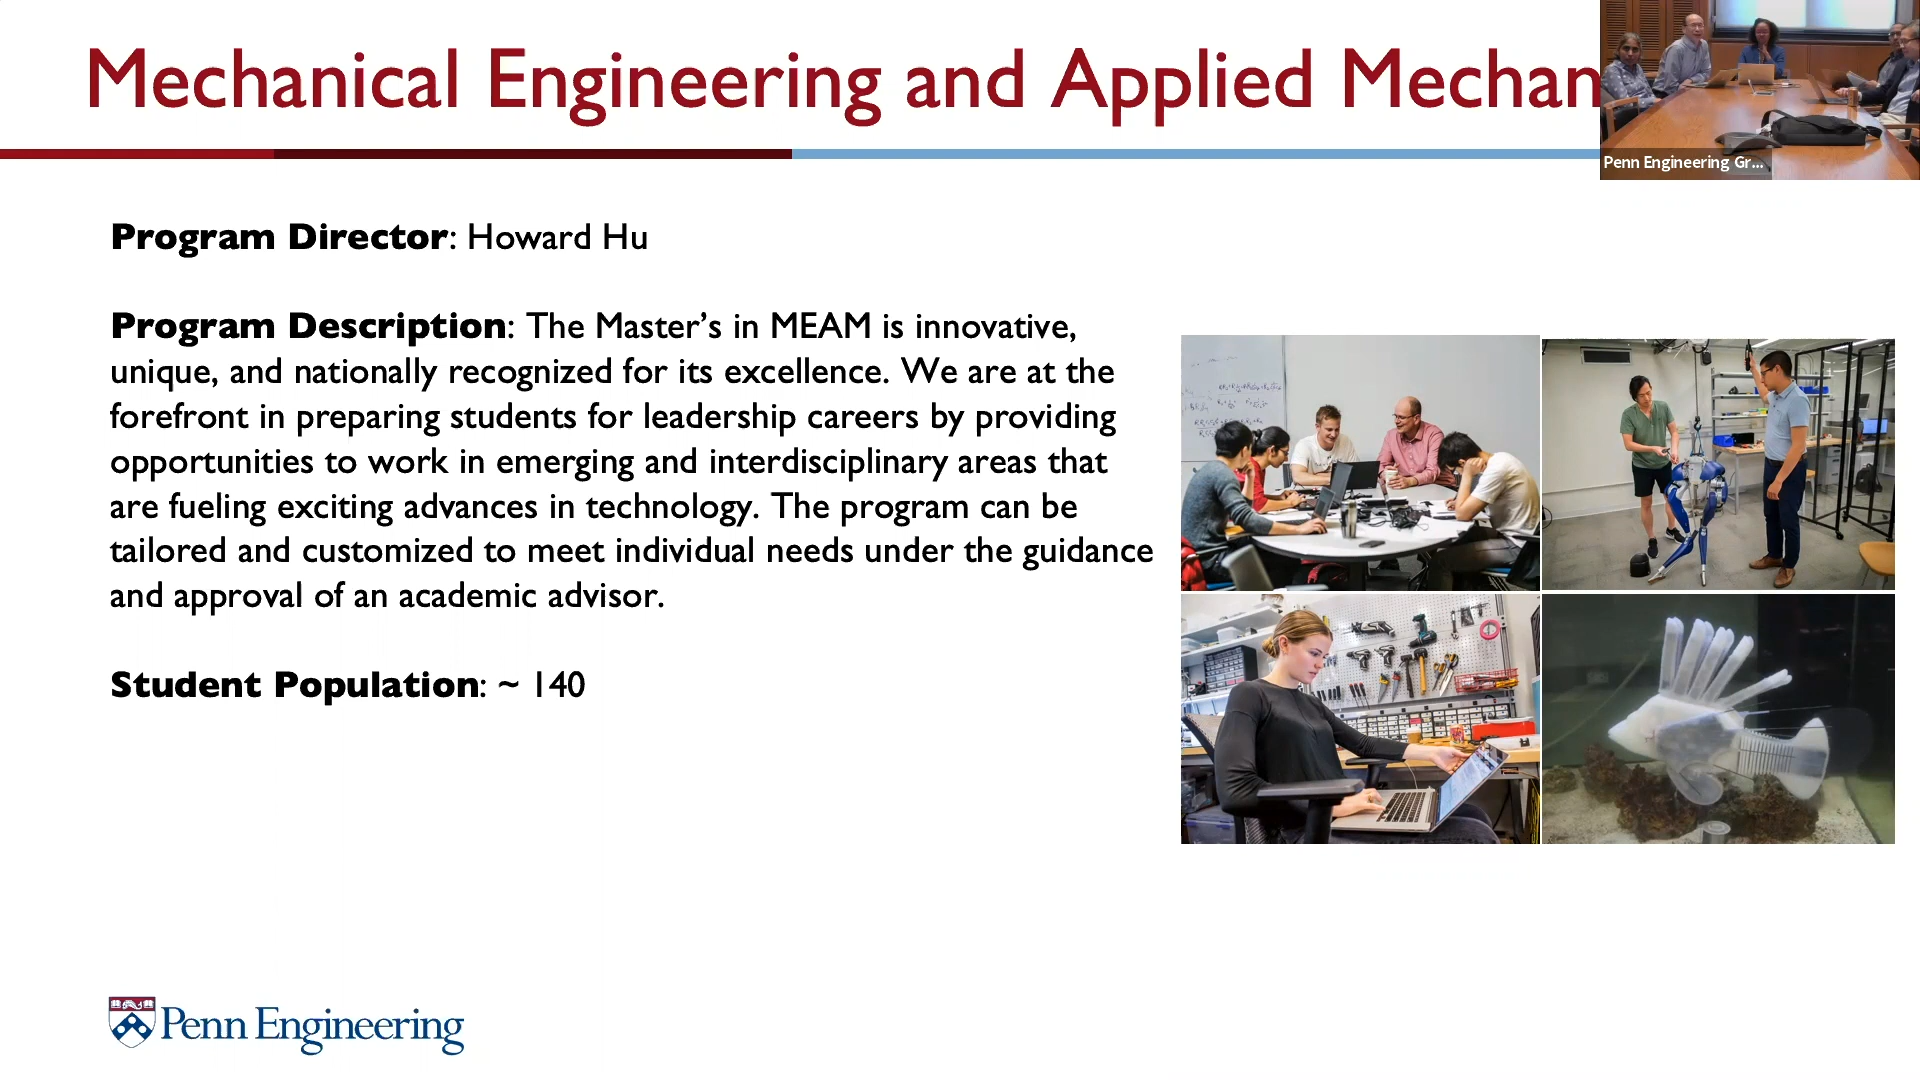 Mechanical Engineering and Applied Mechan
Penn Engineering Gr...
Program Director: Howard Hu
Program Description: The Master’s in MEAM is innovative,
unique, and nationally recognized for its excellence. We are at the
forefront in preparing students for leadership careers by providing
opportunities to work in emerging and interdisciplinary areas that
are fueling exciting advances in technology. The program can be
tailored and customized to meet individual needs under the guidance
and approval of an academic advisor.
Student Population: ~ 140
Penn Engineering